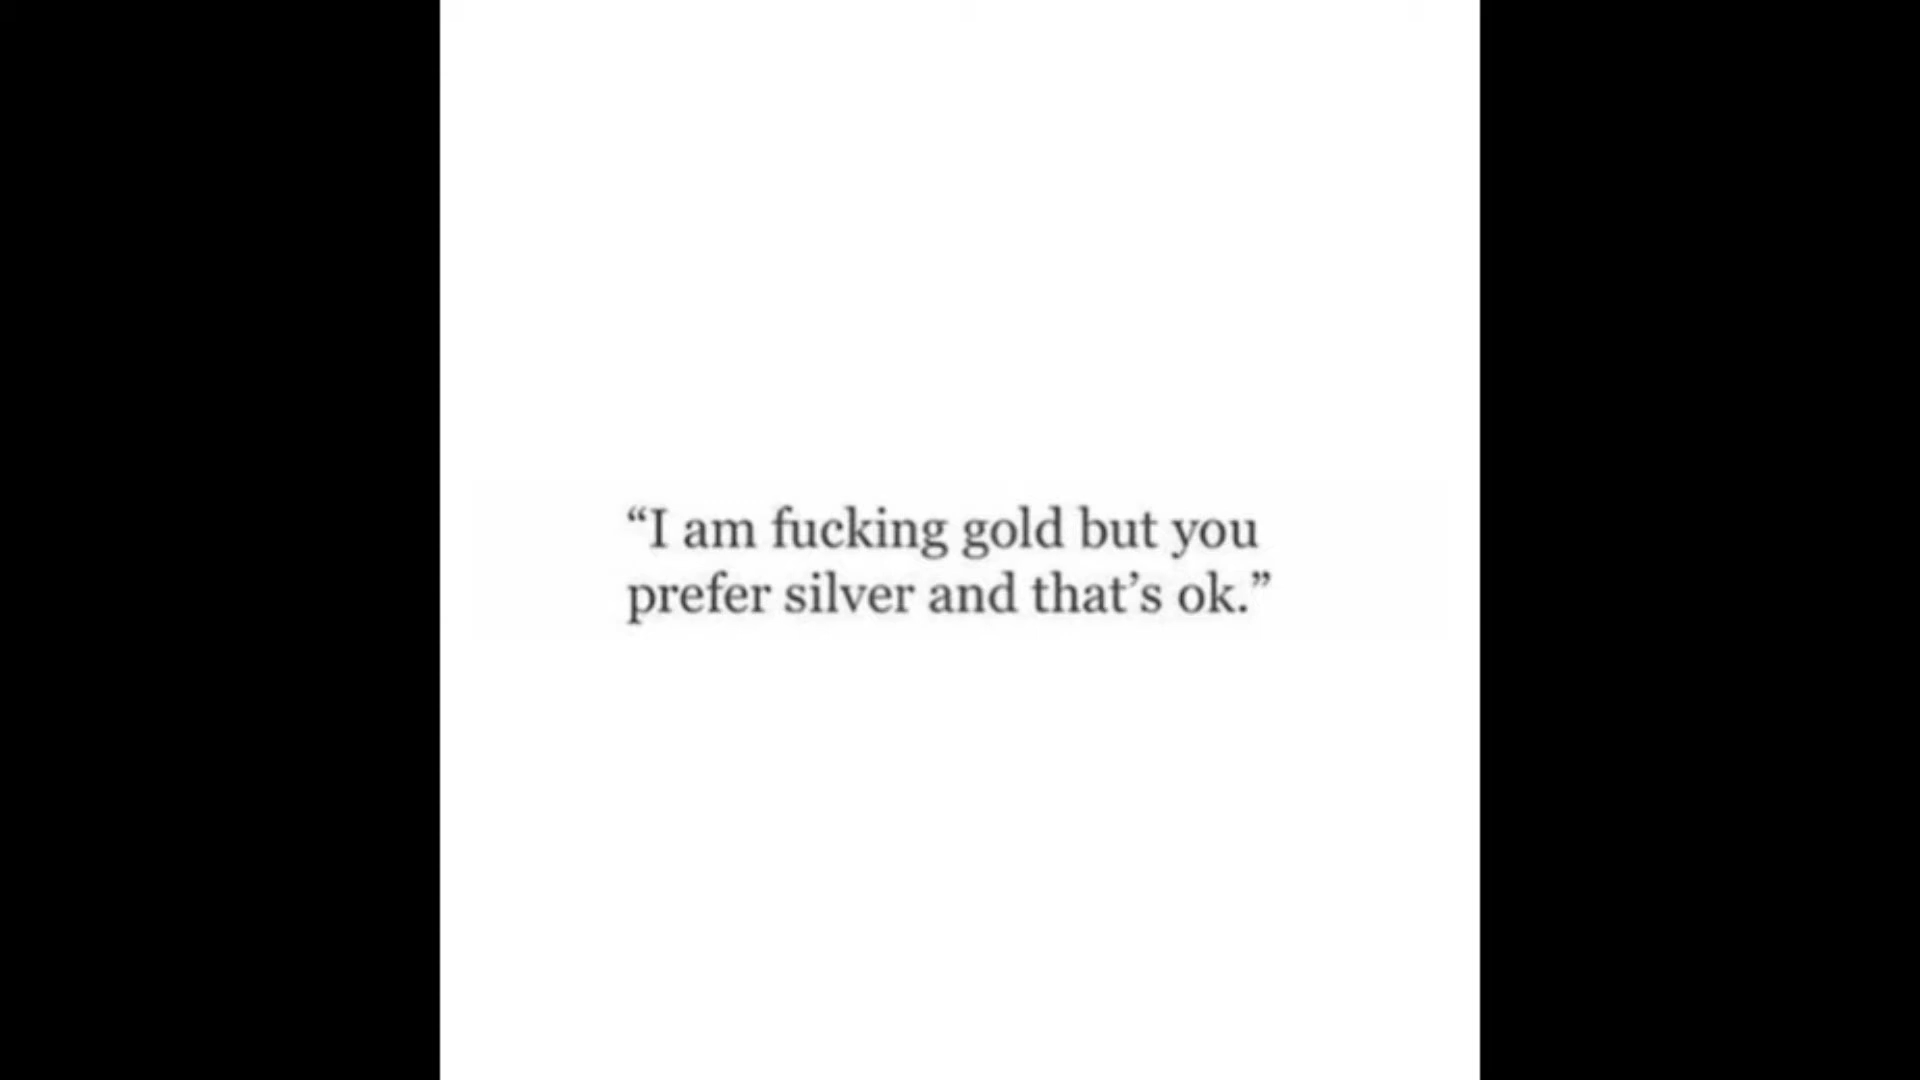 “I am fucking gold but you
prefer silver and that’s ok.”